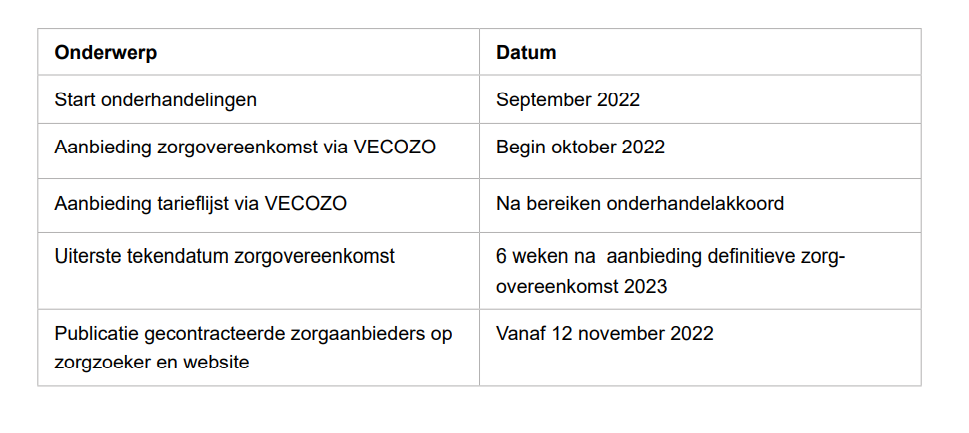 Onderwerp Datum
Start onderhandelingen September 2022
Aanbieding zorgovereenkomst via VECOZO Begin oktober 2022
Aanbieding tarieflijst via VECOZO Na bereiken onderhandelakkoord
Uiterste tekendatum zorgovereenkomst 6 weken na  aanbieding definitieve zorg-
overeenkomst 2023
Publicatie gecontracteerde zorgaanbieders op Vanaf 12 november 2022
zorgzoeker en website